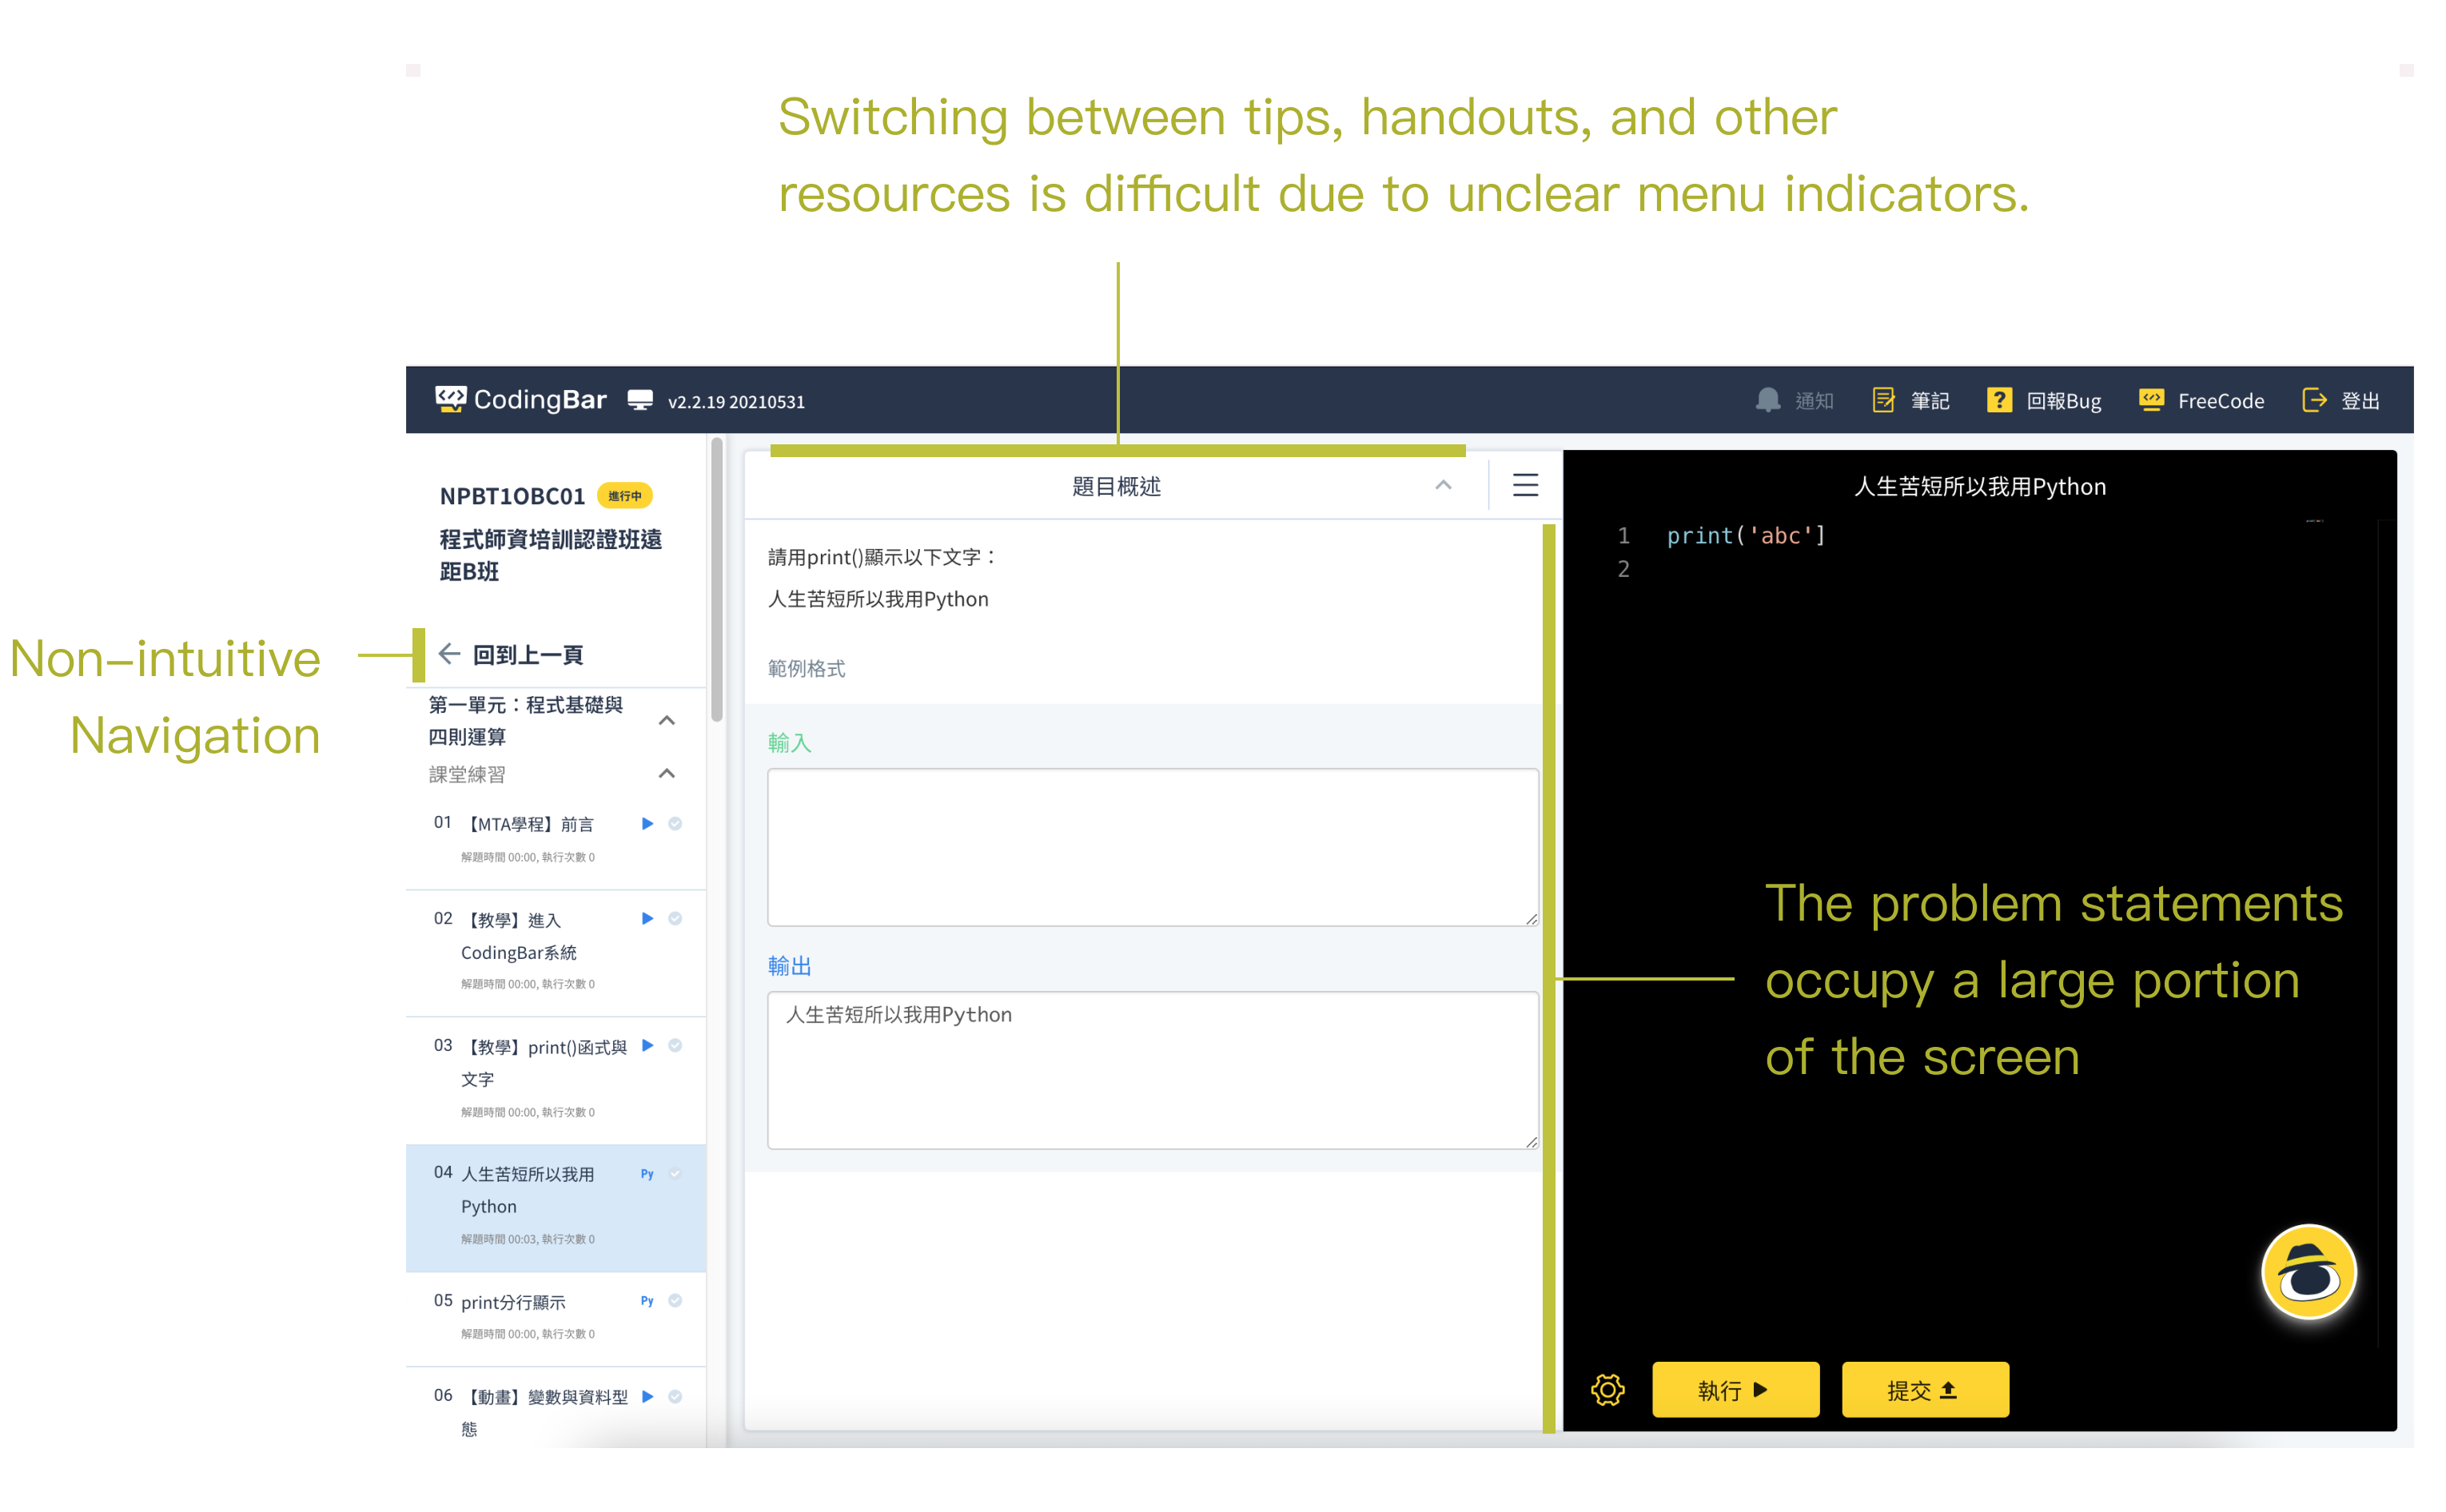 Switching between tips, handouts, and other
resources is difficult due to unclear menu indicators.
CodingBar v2.2.19 20210531
通知 筆記 回報Bug FreeCode 登出
NPBT1OBC01 進行中
程式師資培訓認證班遠
距B班
Non-intuitive
Navigation
回到上一頁
第一單元：程式基礎與
四則運算
課堂練習
01 【MTA學程】前言
解題時間 00:00, 執行次數 0
02 【教學】進入
CodingBar系統
解題時間 00:00, 執行次數 0
03 【教學】print()函式與
文字
解題時間 00:00, 執行次數 0
04 人生苦短所以我用 Py
Python
解題時間 00:03, 執行次數 0
05 print分行顯示 Py
解題時間 00:00, 執行次數 0
06 【動畫】變數與資料型
態
題目概述
請用print()顯示以下文字：
人生苦短所以我用Python
範例格式
輸入
輸出
人生苦短所以我用Python
人生苦短所以我用Python
1 print('abc']
2
The problem statements
occupy a large portion
of the screen
執行 提交